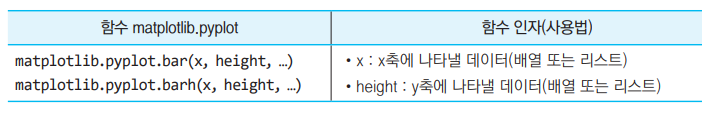 함수 matplotlib.pyplot 함수 인자(사용법)
matplotlib.pyplot.bar(x, height, …) • x : x축에 나타낼 데이터(배열 또는 리스트)
matplotlib.pyplot.barh(x, height, …) • height : y축에 나타낼 데이터(배열 또는 리스트)